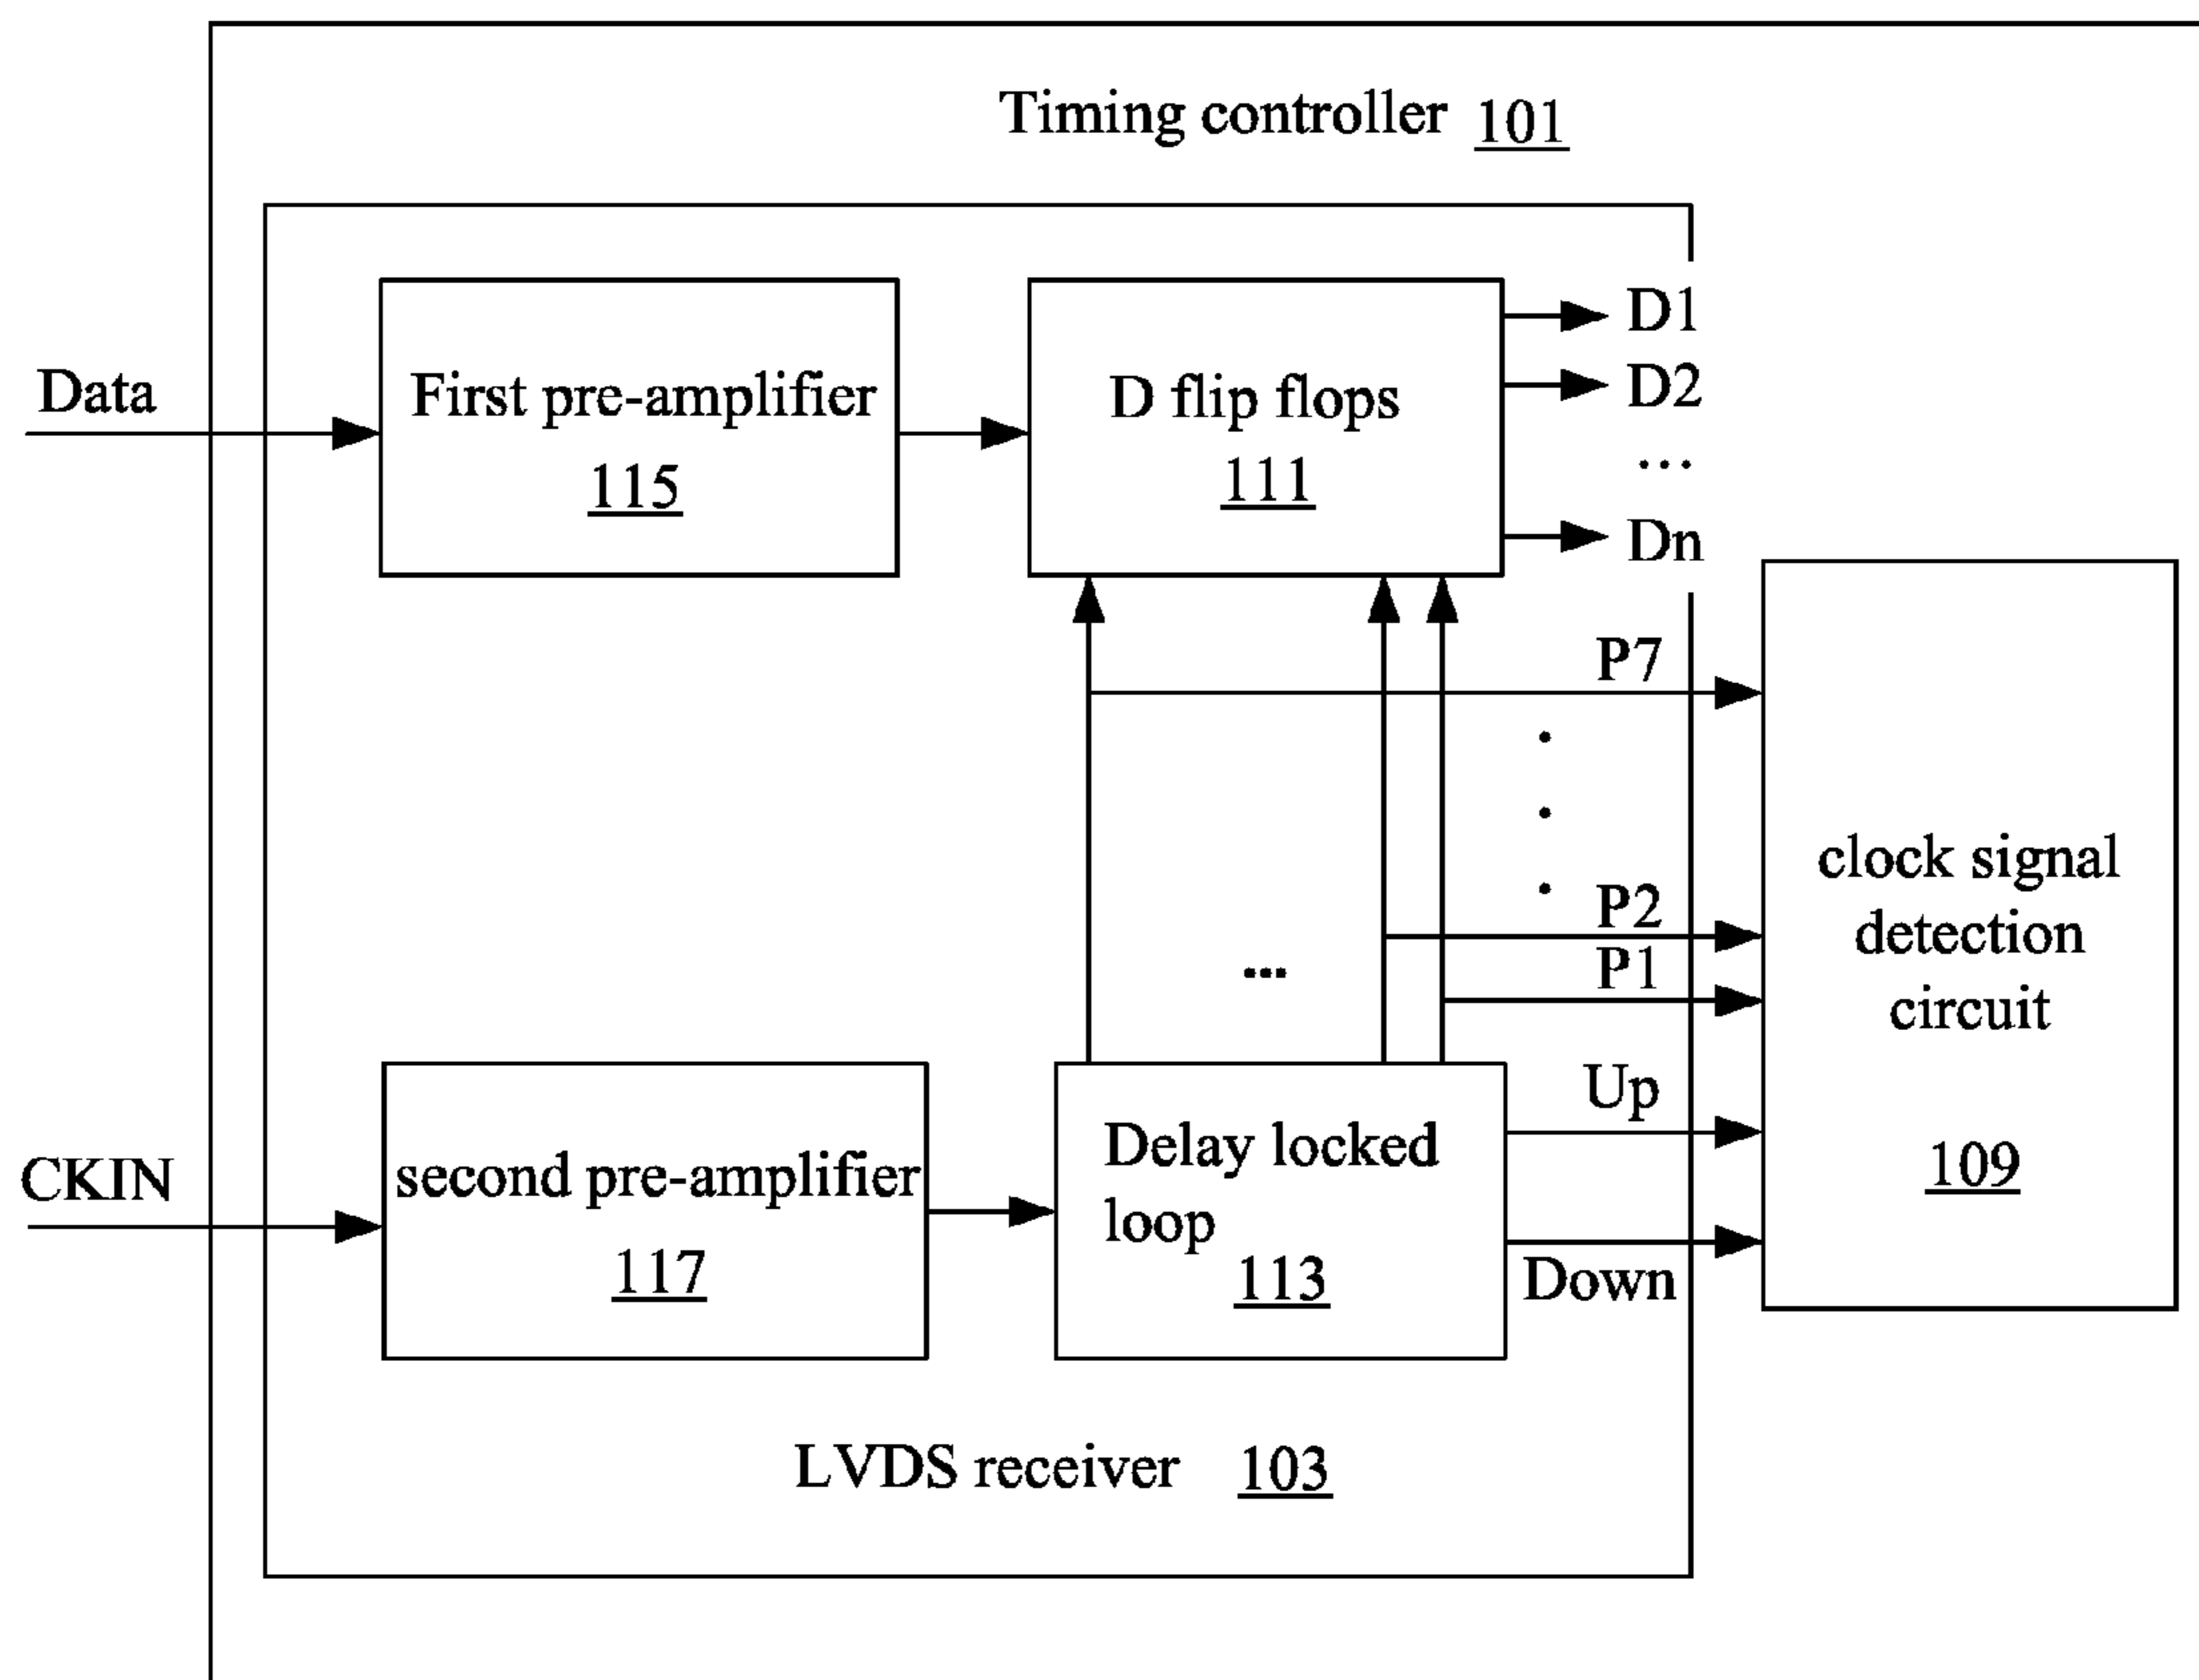 Timing controller 101
Data
First pre-amplifier
115
D flip flops
111
D1
D2
...
Dn
P7
P2
P1
...
clock signal
detection
circuit
109
Up
Down
CKIN
second pre-amplifier
117
Delay locked
loop
113
LVDS receiver 103